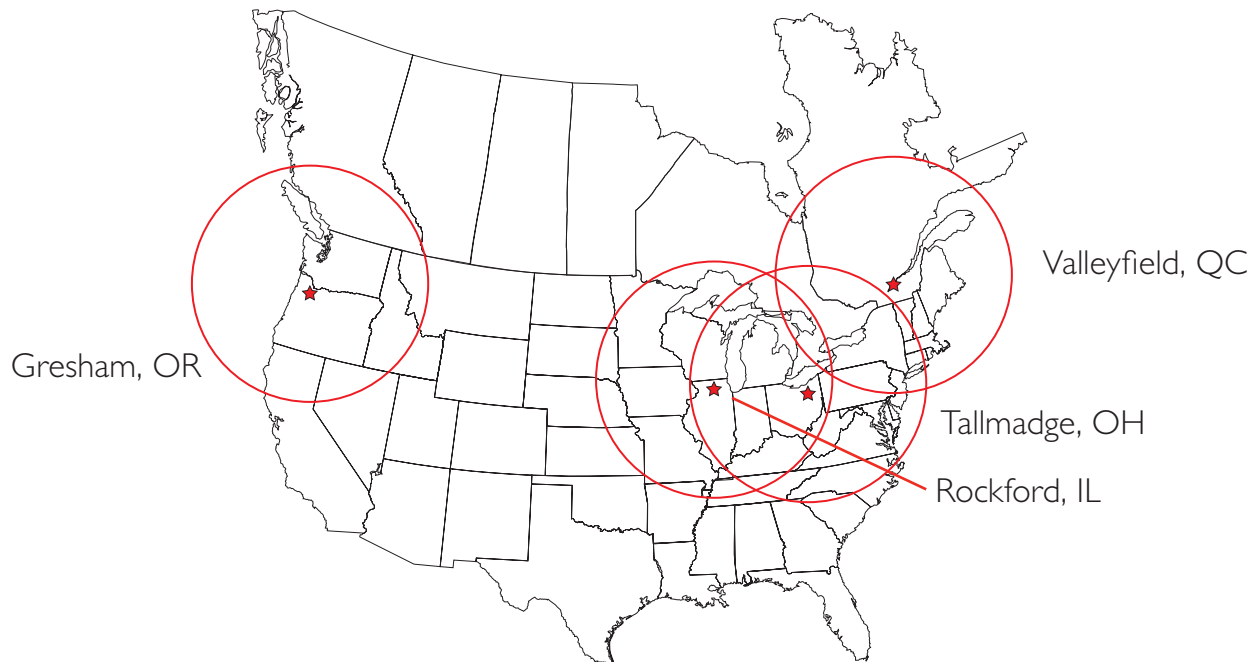 Valleyfield, QC
Gresham, OR
Tallmadge, OH
Rockford, IL